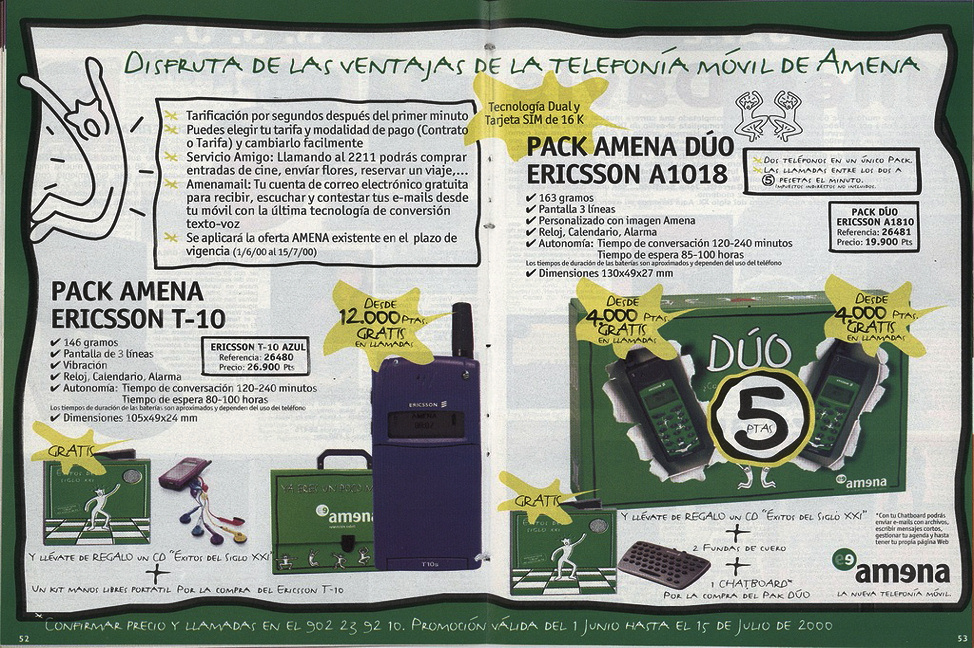 DISFRUTA DE LAS VENTAJAS DE LA TELEFONÍA MÓVIL DE AMENA
Tarificación por segundos después del primer minuto
Puedes elegir tu tarifa y modalidad de pago (Contrato
o Tarifa) y cambiarlo facilmente
Servicio Amigo: Llamando al 2211 podrás comprar
entradas de cine, envíar flores, reservar un viaje,...
Amenamail: Tu cuenta de correo electrónico gratuita
para recibir, escuchar y contestar tus e-mails desde
tu móvil con la última tecnología de conversión
texto-voz
Se aplicará la oferta AMENA existente en el plazo de
vigencia (1/6/00 al 15/7/00)
PACK AMENA
ERICSSON T-10
146 gramos
Pantalla de 3 líneas
Vibración
Reloj, Calendario, Alarma
Autonomía: Tiempo de conversación 120-240 minutos
Tiempo de espera 80-100 horas
Los tiempos de duración de las baterías son aproximados y dependen del uso del teléfono
Dimensiones 105x49x24 mm
ERICSSON T-10 AZUL
Referencia: 26480
Precio: 26.900 Pts
DESDE
12.000 PTAS.
GRATIS
EN LLAMADAS
ERICSSON
AMENA
T10s
GRATIS
ÉXITOS DEL
SIGLO XXI
YA ERES UN POCO M
amena
Y LLÉVATE DE REGALO UN CD "ÉXITOS DEL SIGLO XXI"
+
UN KIT MANOS LIBRES PORTÁTIL POR LA COMPRA DEL ERICSSON T-10
Tecnología Dual y
Tarjeta SIM de 16 K
PACK AMENA DÚO
ERICSSON A1018
DOS TELÉFONOS EN UN ÚNICO PACK.
LAS LLAMADAS ENTRE LOS DOS A
5 PESETAS EL MINUTO.
IMPUESTOS INDIRECTOS NO INCLUIDOS.
163 gramos
Pantalla 3 líneas
Personalizado con imagen Amena
Reloj, Calendario, Alarma
Autonomía: Tiempo de conversación 120-240 minutos
Tiempo de espera 85-100 horas
Los tiempos de duración de las baterías son aproximados y dependen del uso del teléfono
Dimensiones 130x49x27 mm
PACK DÚO
ERICSSON A1810
Referencia: 26481
Precio: 19.900 Pts
DESDE
4.000 PTAS.
GRATIS
EN LLAMADAS
DESDE
4.000 PTAS.
GRATIS
EN LLAMADAS
DÚO
5
PTAS
amena
GRATIS
ÉXITOS DEL
SIGLO XXI
Y LLÉVATE DE REGALO UN CD "ÉXITOS DEL SIGLO XXI"
+
2 FUNDAS DE CUERO
+
1 CHATBOARD*
POR LA COMPRA DEL PAK DÚO
*Con tu Chatboard podrás
enviar e-mails con archivos,
escribir mensajes cortos,
gestionar tu agenda y hasta
tener tu própia página Web
amena
LA NUEVA TELEFONÍA MÓVIL.
* CONFIRMAR PRECIO Y LLAMADAS EN EL 902 23 92 10. PROMOCIÓN VÁLIDA DEL 1 JUNIO HASTA EL 15 DE JULIO DE 2000
52
53